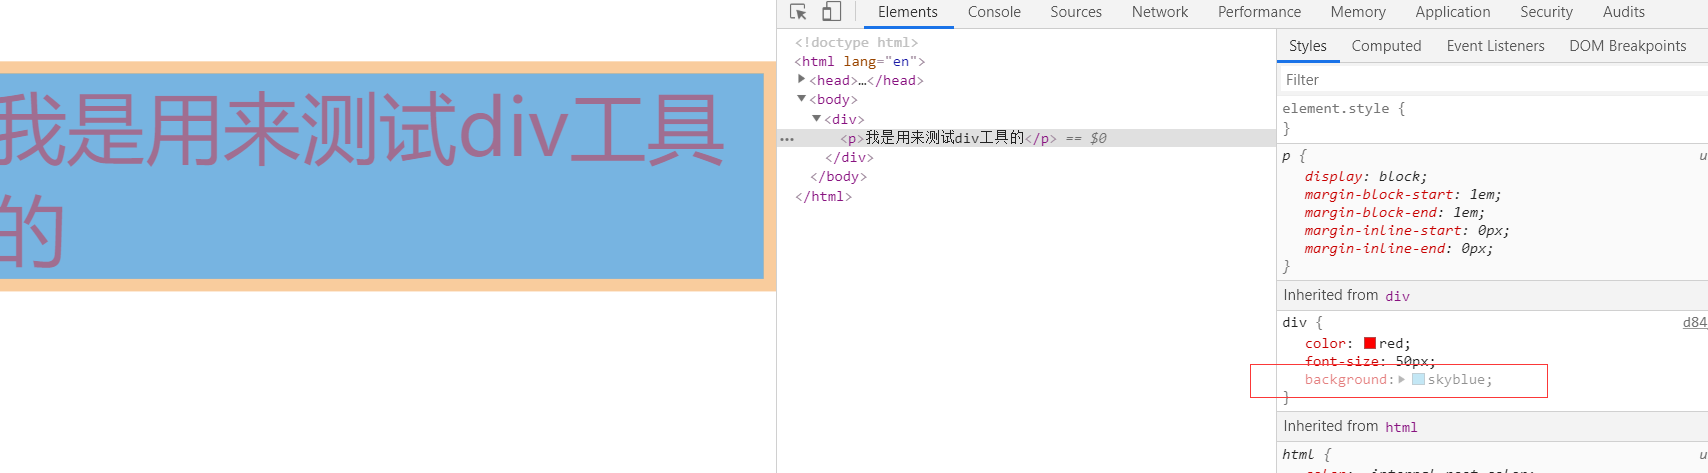 我是用来测试div工具
的
Elements Console Sources Network Performance Memory Application Security Audits
<!doctype html>
<html lang="en">
<head>…</head>
<body>
<div>
<p>我是用来测试div工具的</p> == $0
</div>
</body>
</html>
Styles Computed Event Listeners DOM Breakpoints
Filter
element.style {
}
p { u
display: block;
margin-block-start: 1em;
margin-block-end: 1em;
margin-inline-start: 0px;
margin-inline-end: 0px;
}
Inherited from div
div { d84
color: red;
font-size: 50px;
background: skyblue;
}
Inherited from html
html { u